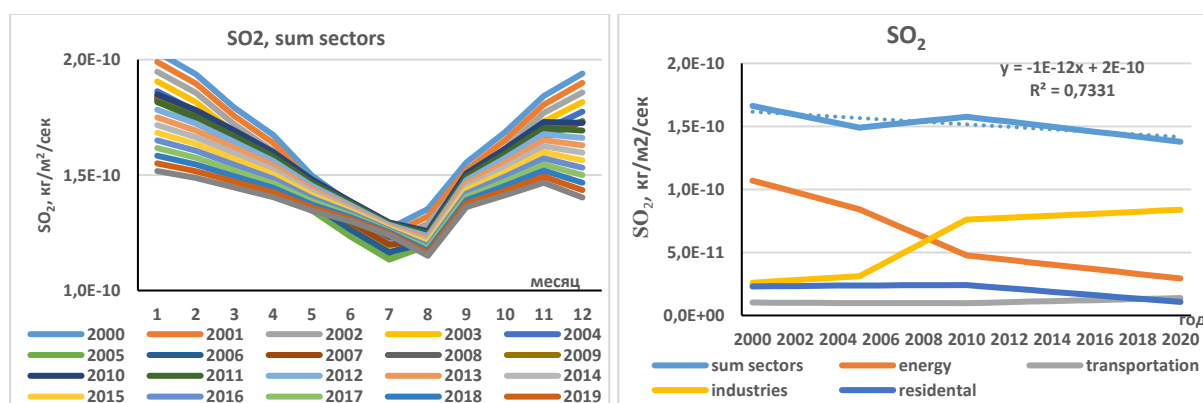 SO2, sum sectors
2,0E-10
1,5E-10
1,0E-10
SO2, кг/м²/сек
месяц
1 2 3 4 5 6 7 8 9 10 11 12
2000 2001 2002 2003 2004
2005 2006 2007 2008 2009
2010 2011 2012 2013 2014
2015 2016 2017 2018 2019
SO2
y = -1E-12x + 2E-10
R² = 0,7331
2,0E-10
1,5E-10
1,0E-10
5,0E-11
0,0E+00
SO2, кг/м2/сек
год
2000 2002 2004 2006 2008 2010 2012 2014 2016 2018 2020
sum sectors energy transportation
industries residental